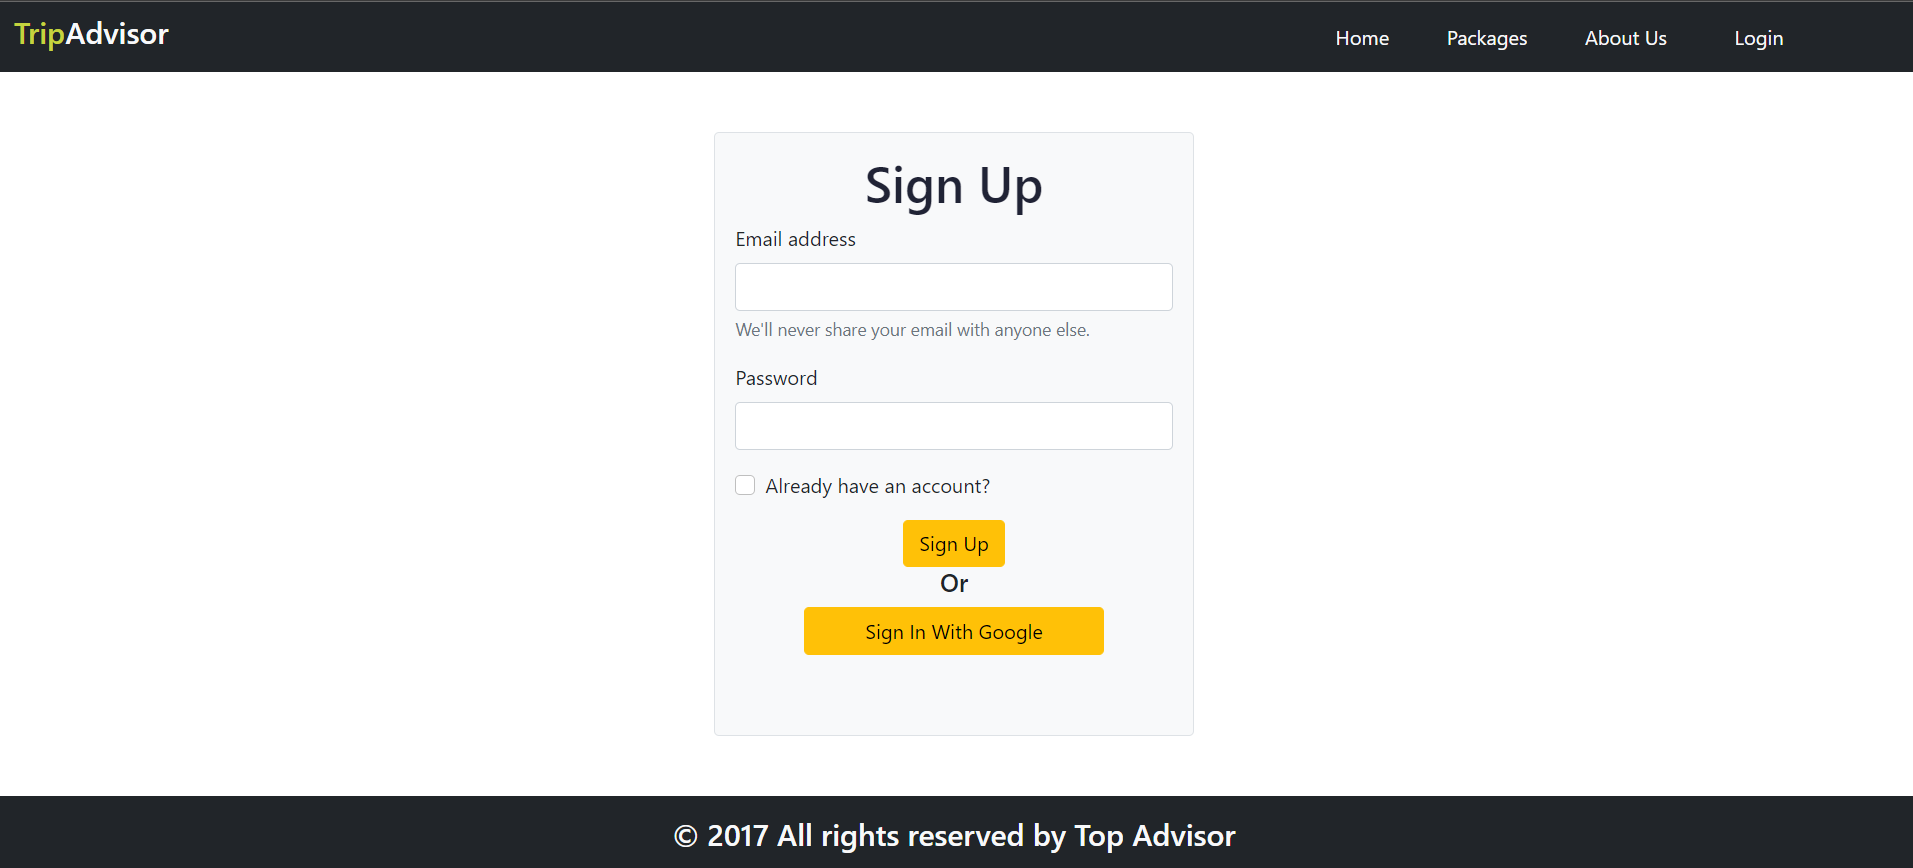 TripAdvisor Home Packages About Us Login
Sign Up
Email address
We'll never share your email with anyone else.
Password
Already have an account?
Sign Up
Or
Sign In With Google
© 2017 All rights reserved by Top Advisor